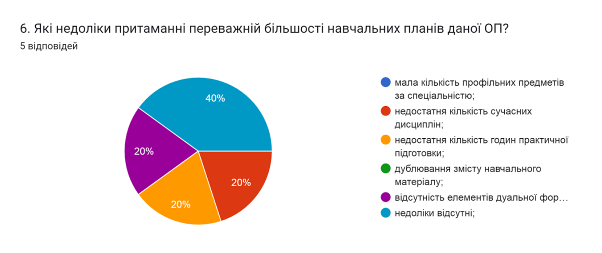 6. Які недоліки притаманні переважній більшості навчальних планів даної ОП?
5 відповідей
40%
20%
20%
20%
мала кількість профільних предметів
за спеціальністю;
недостатня кількість сучасних
дисциплін;
недостатня кількість годин практичної
підготовки;
дублювання змісту навчального
матеріалу;
відсутність елементів дуальної фор…
недоліки відсутні;